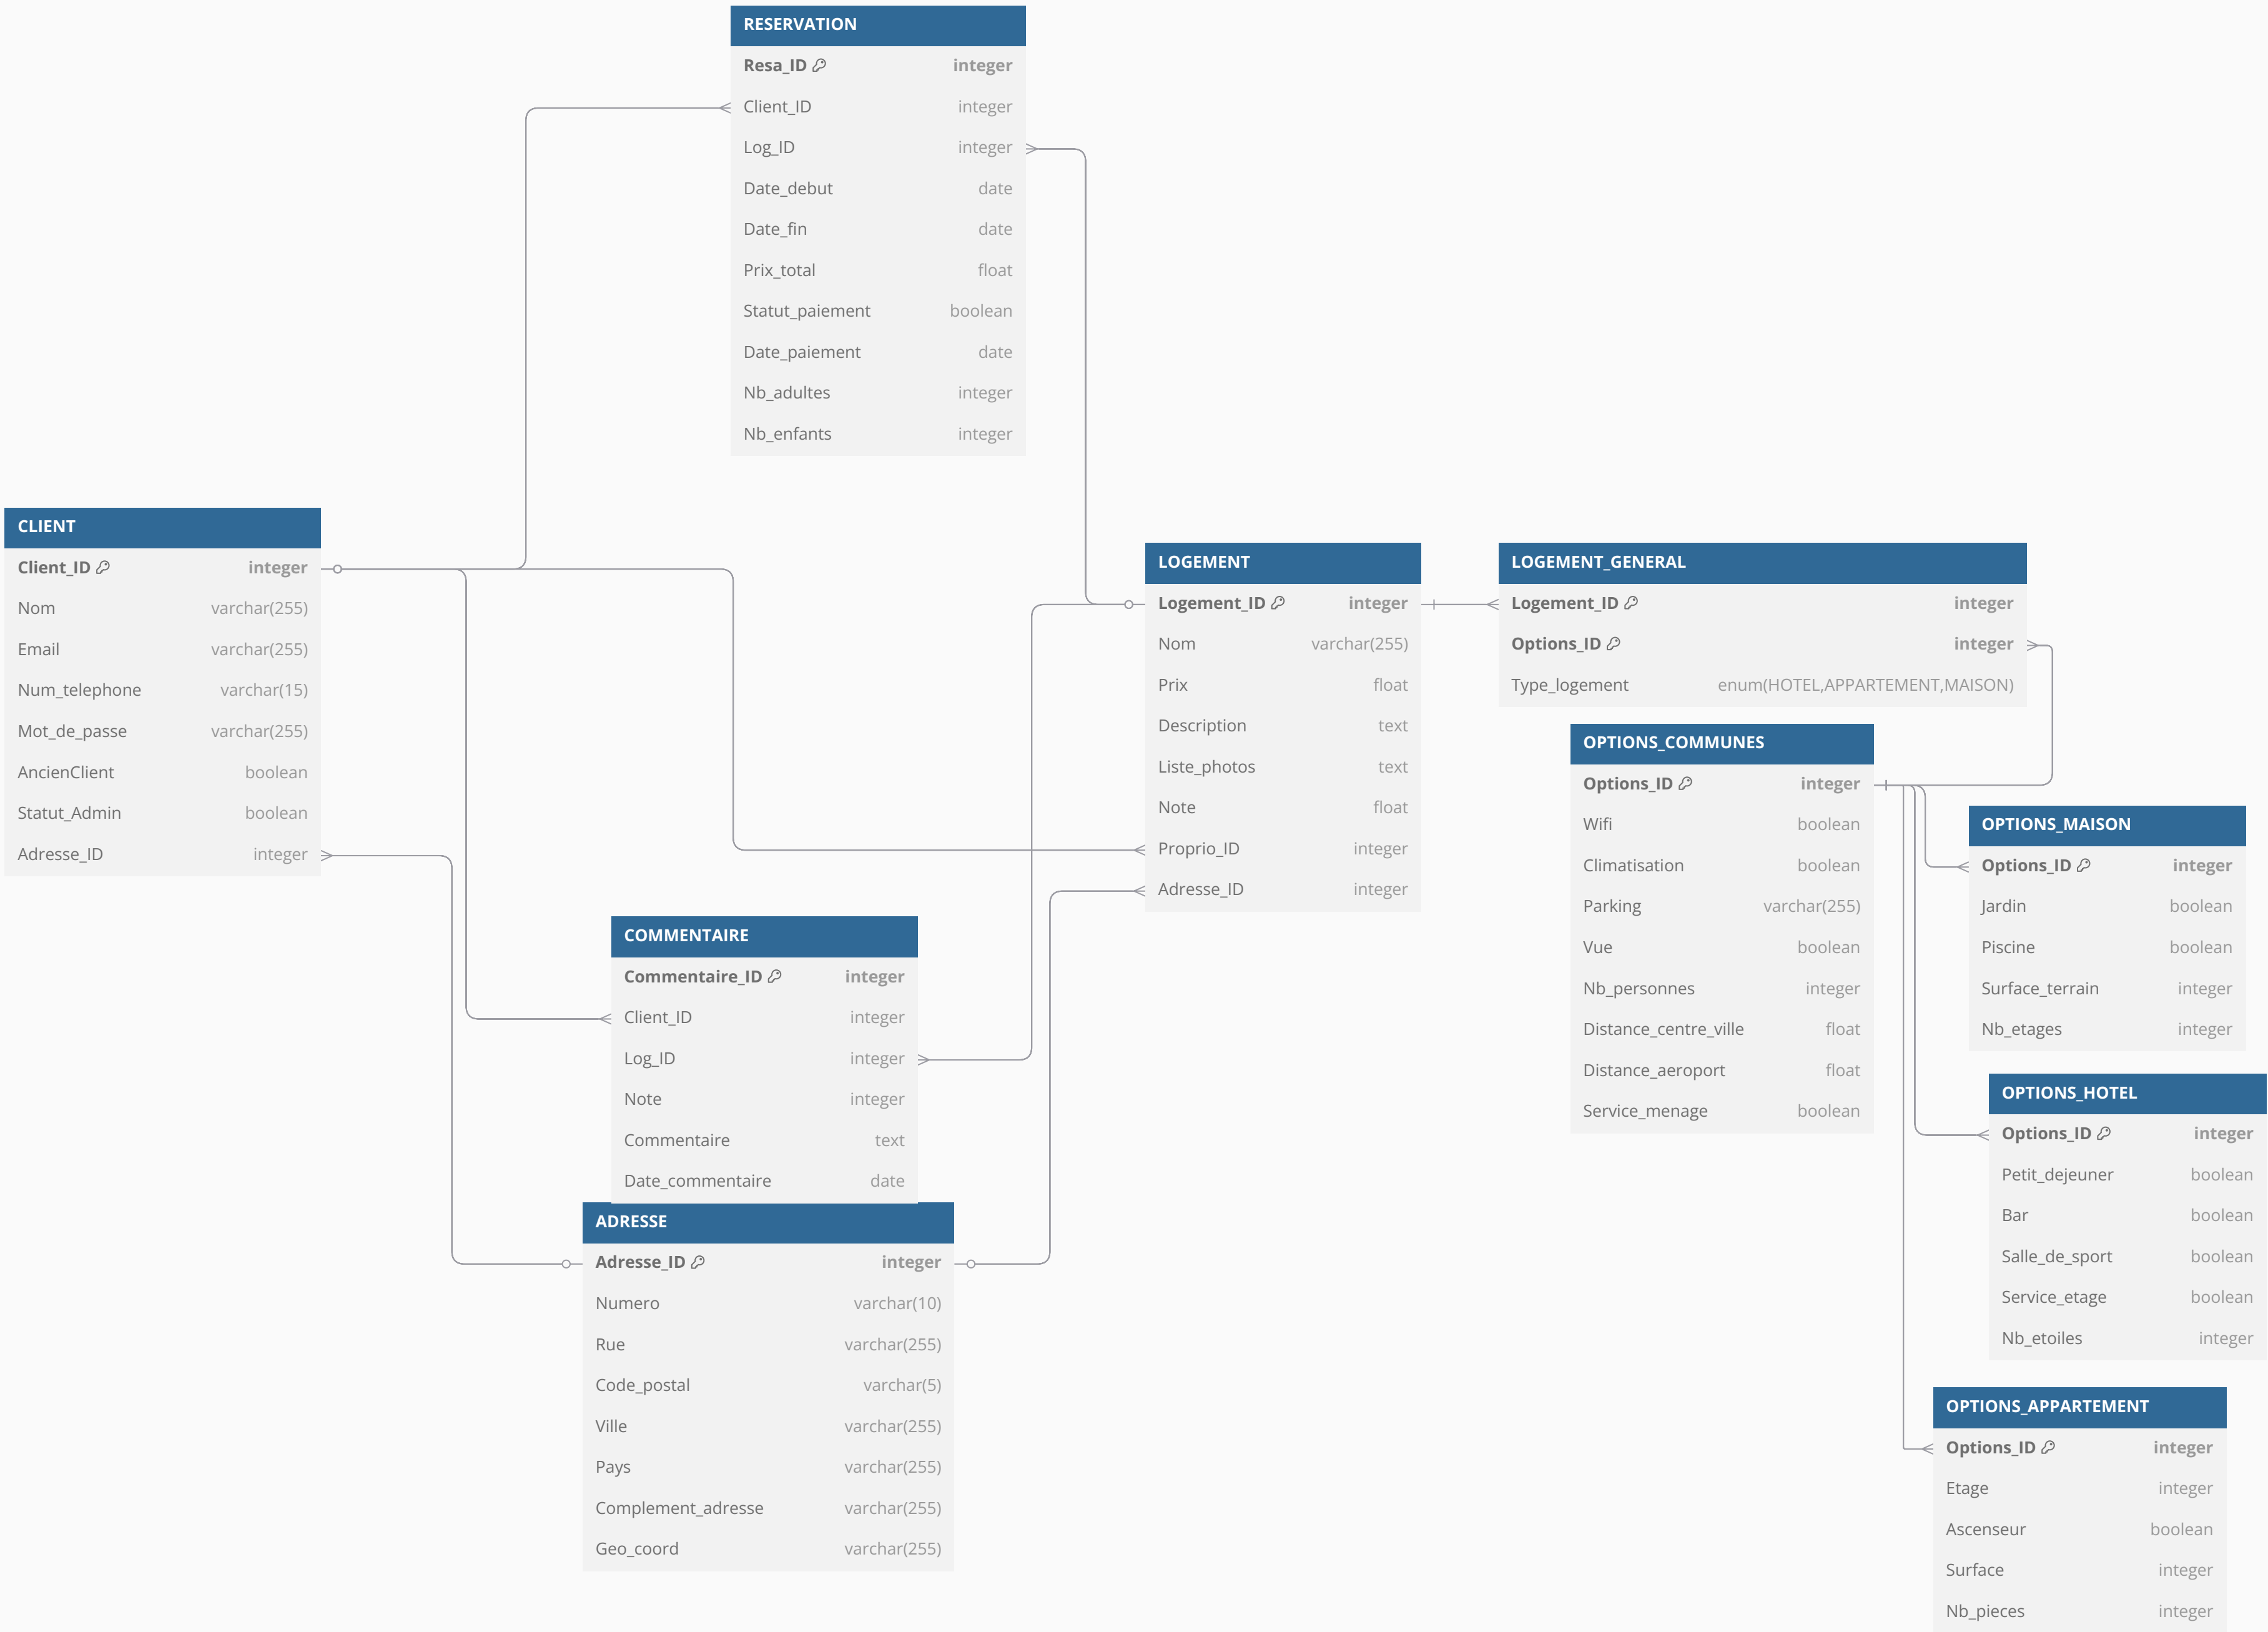 RESERVATION
Resa_ID integer
Client_ID integer
Log_ID integer
Date_debut date
Date_fin date
Prix_total float
Statut_paiement boolean
Date_paiement date
Nb_adultes integer
Nb_enfants integer
CLIENT
Client_ID integer
Nom varchar(255)
Email varchar(255)
Num_telephone varchar(15)
Mot_de_passe varchar(255)
AncienClient boolean
Statut_Admin boolean
Adresse_ID integer
LOGEMENT
Logement_ID integer
Nom varchar(255)
Prix float
Description text
Liste_photos text
Note float
Proprio_ID integer
Adresse_ID integer
LOGEMENT_GENERAL
Logement_ID integer
Options_ID integer
Type_logement enum(HOTEL,APPARTEMENT,MAISON)
OPTIONS_COMMUNES
Options_ID integer
Wifi boolean
Climatisation boolean
Parking varchar(255)
Vue boolean
Nb_personnes integer
Distance_centre_ville float
Distance_aeroport float
Service_menage boolean
OPTIONS_MAISON
Options_ID integer
Jardin boolean
Piscine boolean
Surface_terrain integer
Nb_etages integer
COMMENTAIRE
Commentaire_ID integer
Client_ID integer
Log_ID integer
Note integer
Commentaire text
Date_commentaire date
OPTIONS_HOTEL
Options_ID integer
Petit_dejeuner boolean
Bar boolean
Salle_de_sport boolean
Service_etage boolean
Nb_etoiles integer
ADRESSE
Adresse_ID integer
Numero varchar(10)
Rue varchar(255)
Code_postal varchar(5)
Ville varchar(255)
Pays varchar(255)
Complement_adresse varchar(255)
Geo_coord varchar(255)
OPTIONS_APPARTEMENT
Options_ID integer
Etage integer
Ascenseur boolean
Surface integer
Nb_pieces integer